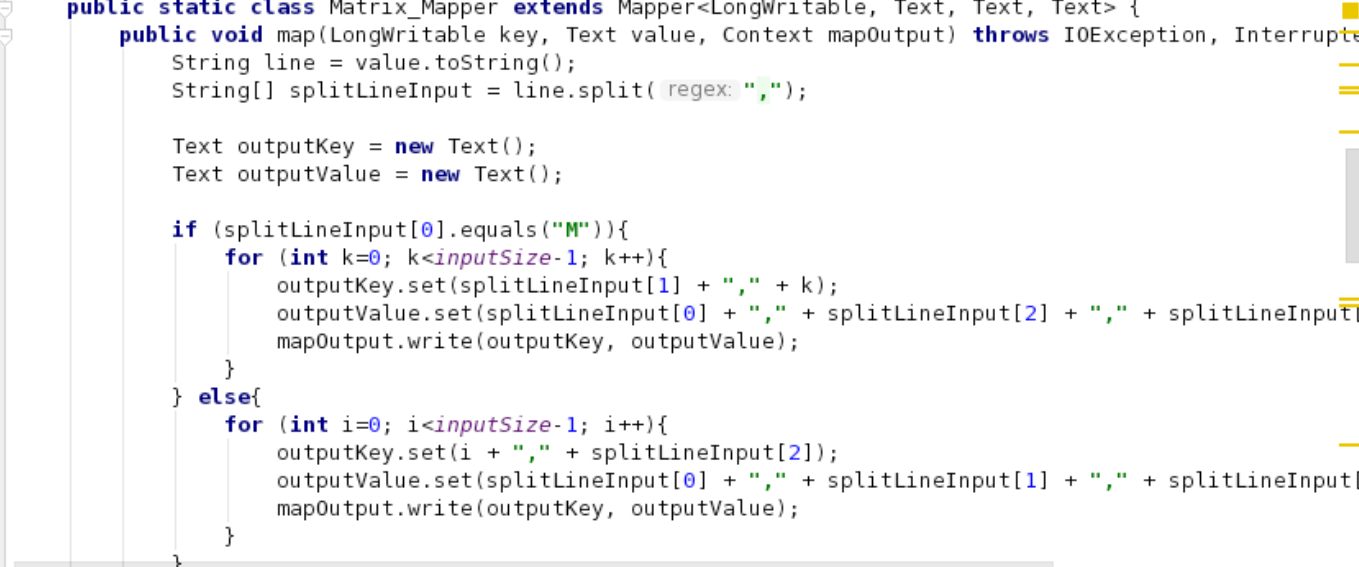 public static class Matrix_Mapper extends Mapper<LongWritable, Text, Text, Text> {
public void map(LongWritable key, Text value, Context mapOutput) throws IOException, Interrupte
String line = value.toString();
String[] splitLineInput = line.split( regex: ",");
Text outputKey = new Text();
Text outputValue = new Text();
if (splitLineInput[0].equals("M")){
for (int k=0; k<inputSize-1; k++){
outputKey.set(splitLineInput[1] + "," + k);
outputValue.set(splitLineInput[0] + "," + splitLineInput[2] + "," + splitLineInput[
mapOutput.write(outputKey, outputValue);
}
} else{
for (int i=0; i<inputSize-1; i++){
outputKey.set(i + "," + splitLineInput[2]);
outputValue.set(splitLineInput[0] + "," + splitLineInput[1] + "," + splitLineInput[
mapOutput.write(outputKey, outputValue);
}
}